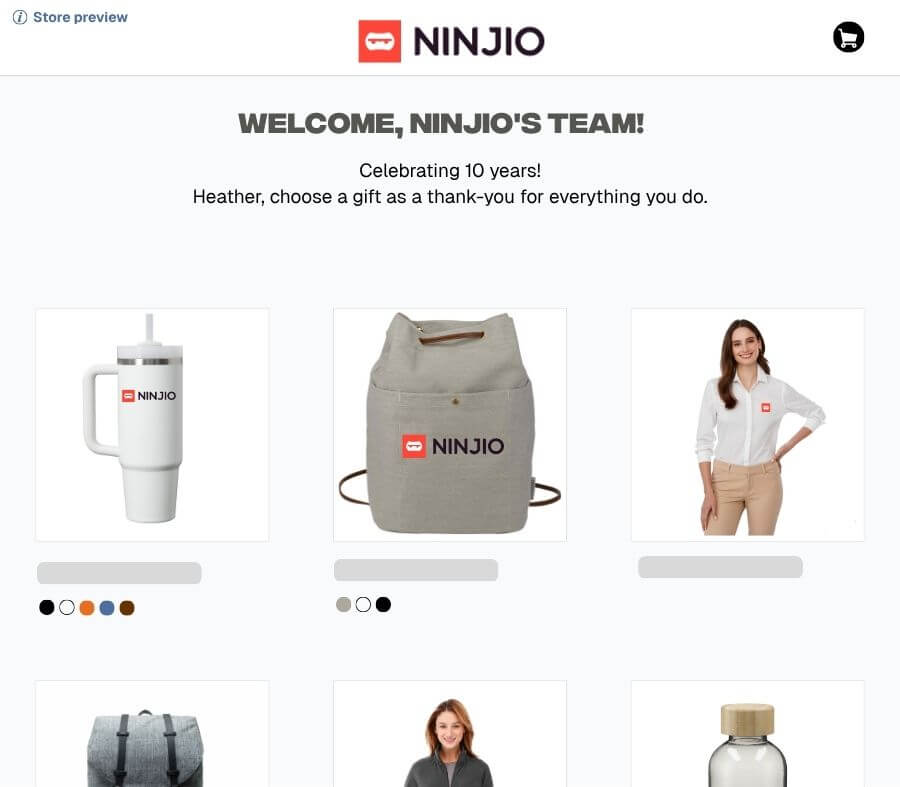 Store preview
NINJIO
WELCOME, NINJIO'S TEAM!
Celebrating 10 years!
Heather, choose a gift as a thank-you for everything you do.
NINJIO
NINJIO